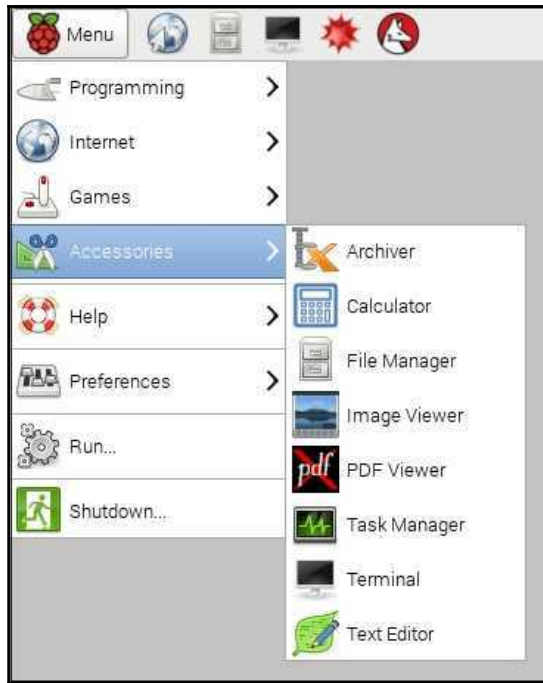 Menu
Programming
Internet
Games
Accessories
Help
Preferences
Run...
Shutdown...
Archiver
Calculator
File Manager
Image Viewer
pdf
PDF Viewer
Task Manager
Terminal
Text Editor